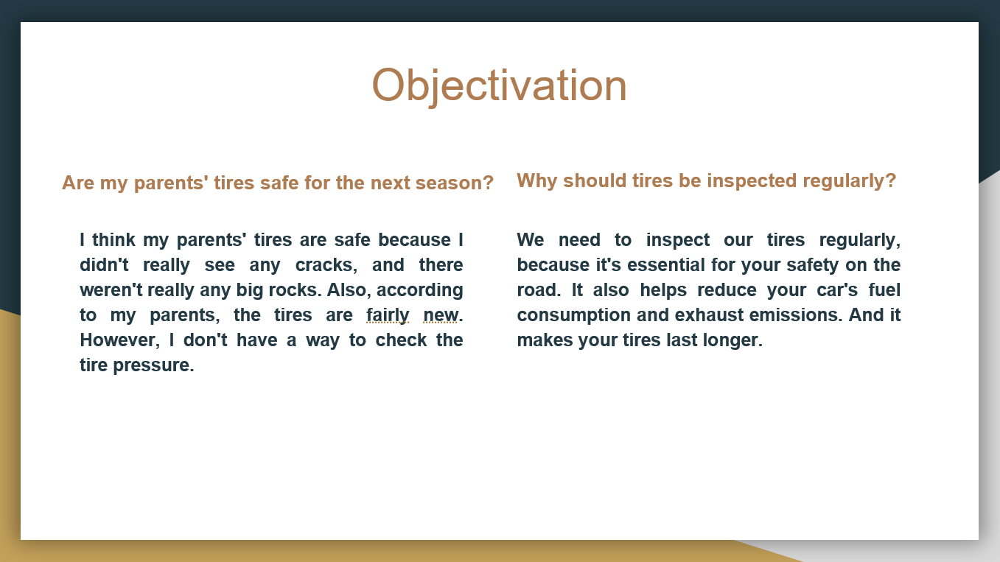 Objectivation
Are my parents' tires safe for the next season?
I think my parents' tires are safe because I
didn't really see any cracks, and there
weren't really any big rocks. Also, according
to my parents, the tires are fairly new.
However, I don't have a way to check the
tire pressure.
Why should tires be inspected regularly?
We need to inspect our tires regularly,
because it's essential for your safety on the
road. It also helps reduce your car's fuel
consumption and exhaust emissions. And it
makes your tires last longer.